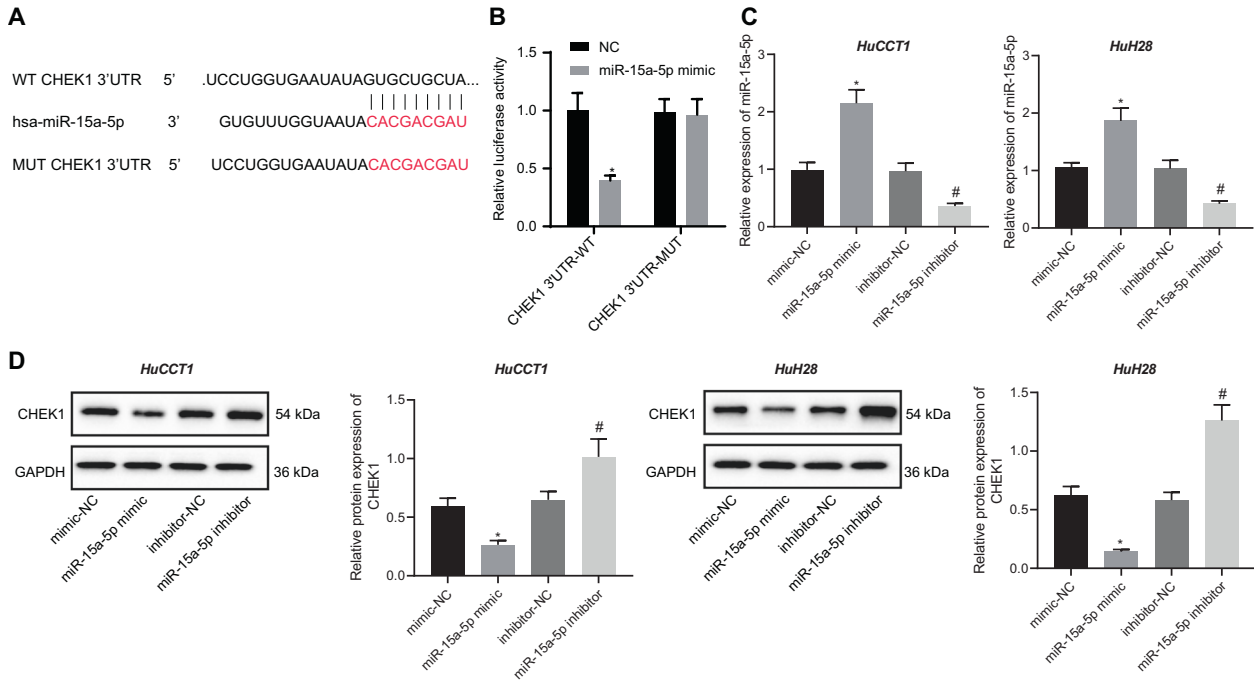 A
WT CHEK1 3'UTR 5' .UCCUGGUGAAUAUAGUGCUGCUA...
hsa-miR-15a-5p 3' GUGUUUGGUAAUACACGACGAU
MUT CHEK1 3'UTR 5' UCCUGGUGAAUAUACACGACGAU
B
NC
miR-15a-5p mimic
Relative luciferase activity
1.5
1.0
0.5
0.0
*
CHEK1 3'UTR-WT
CHEK1 3'UTR-MUT
C
HuCCT1
Relative expression of miR-15a-5p
3
2
1
0
*
#
mimic-NC
miR-15a-5p mimic
inhibitor-NC
miR-15a-5p inhibitor
HuH28
Relative expression of miR-15a-5p
3
2
1
0
*
#
mimic-NC
miR-15a-5p mimic
inhibitor-NC
miR-15a-5p inhibitor
D
HuCCT1
CHEK1 54 kDa
GAPDH 36 kDa
mimic-NC
miR-15a-5p mimic
inhibitor-NC
miR-15a-5p inhibitor
HuCCT1
Relative protein expression of
CHEK1
1.5
1.0
0.5
0.0
*
#
mimic-NC
miR-15a-5p mimic
inhibitor-NC
miR-15a-5p inhibitor
HuH28
CHEK1 54 kDa
GAPDH 36 kDa
mimic-NC
miR-15a-5p mimic
inhibitor-NC
miR-15a-5p inhibitor
HuH28
Relative protein expression of
CHEK1
1.5
1.0
0.5
0.0
*
#
mimic-NC
miR-15a-5p mimic
inhibitor-NC
miR-15a-5p inhibitor